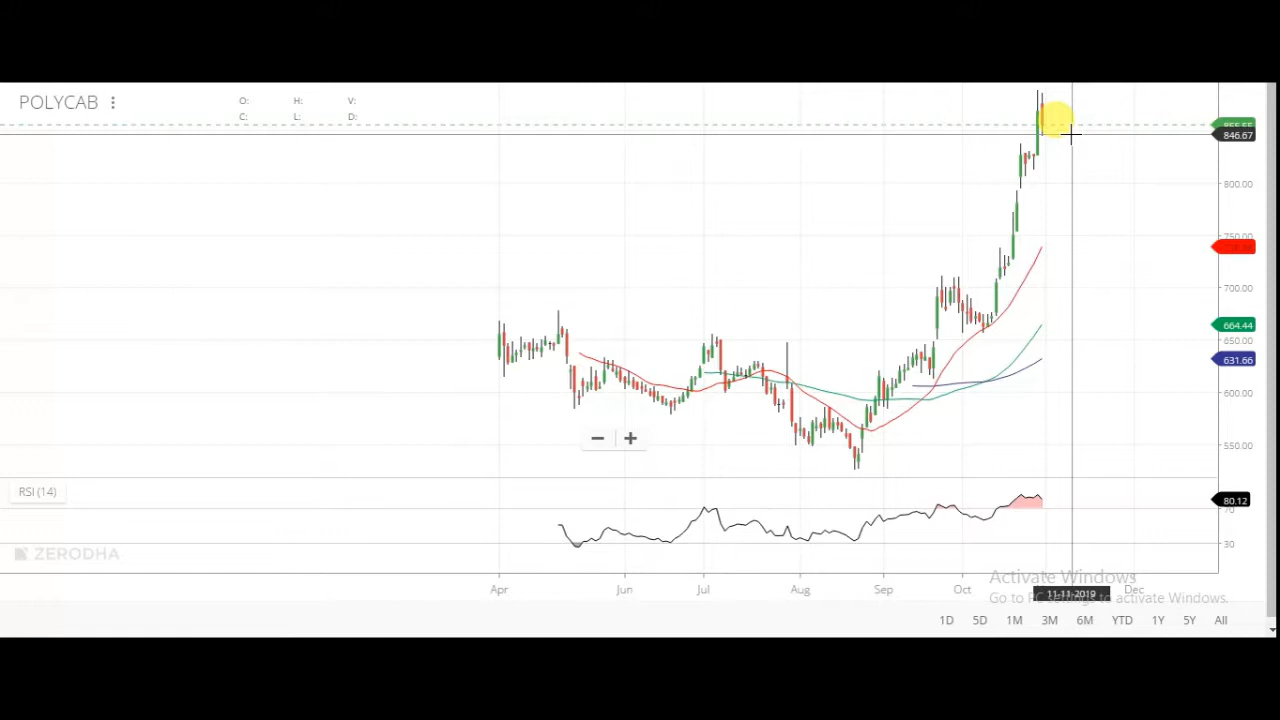 POLYCAB
O: H: V:
C: L: D:
846.67
800.00
750.00
700.00
664.44
650.00
631.66
600.00
550.00
RSI (14)
80.12
70
30
ZERODHA
Apr Jun Jul Aug Sep Oct Dec
Activate Windows
11-11-2019
Go to PC settings to activate Windows.
1D 5D 1M 3M 6M YTD 1Y 5Y All